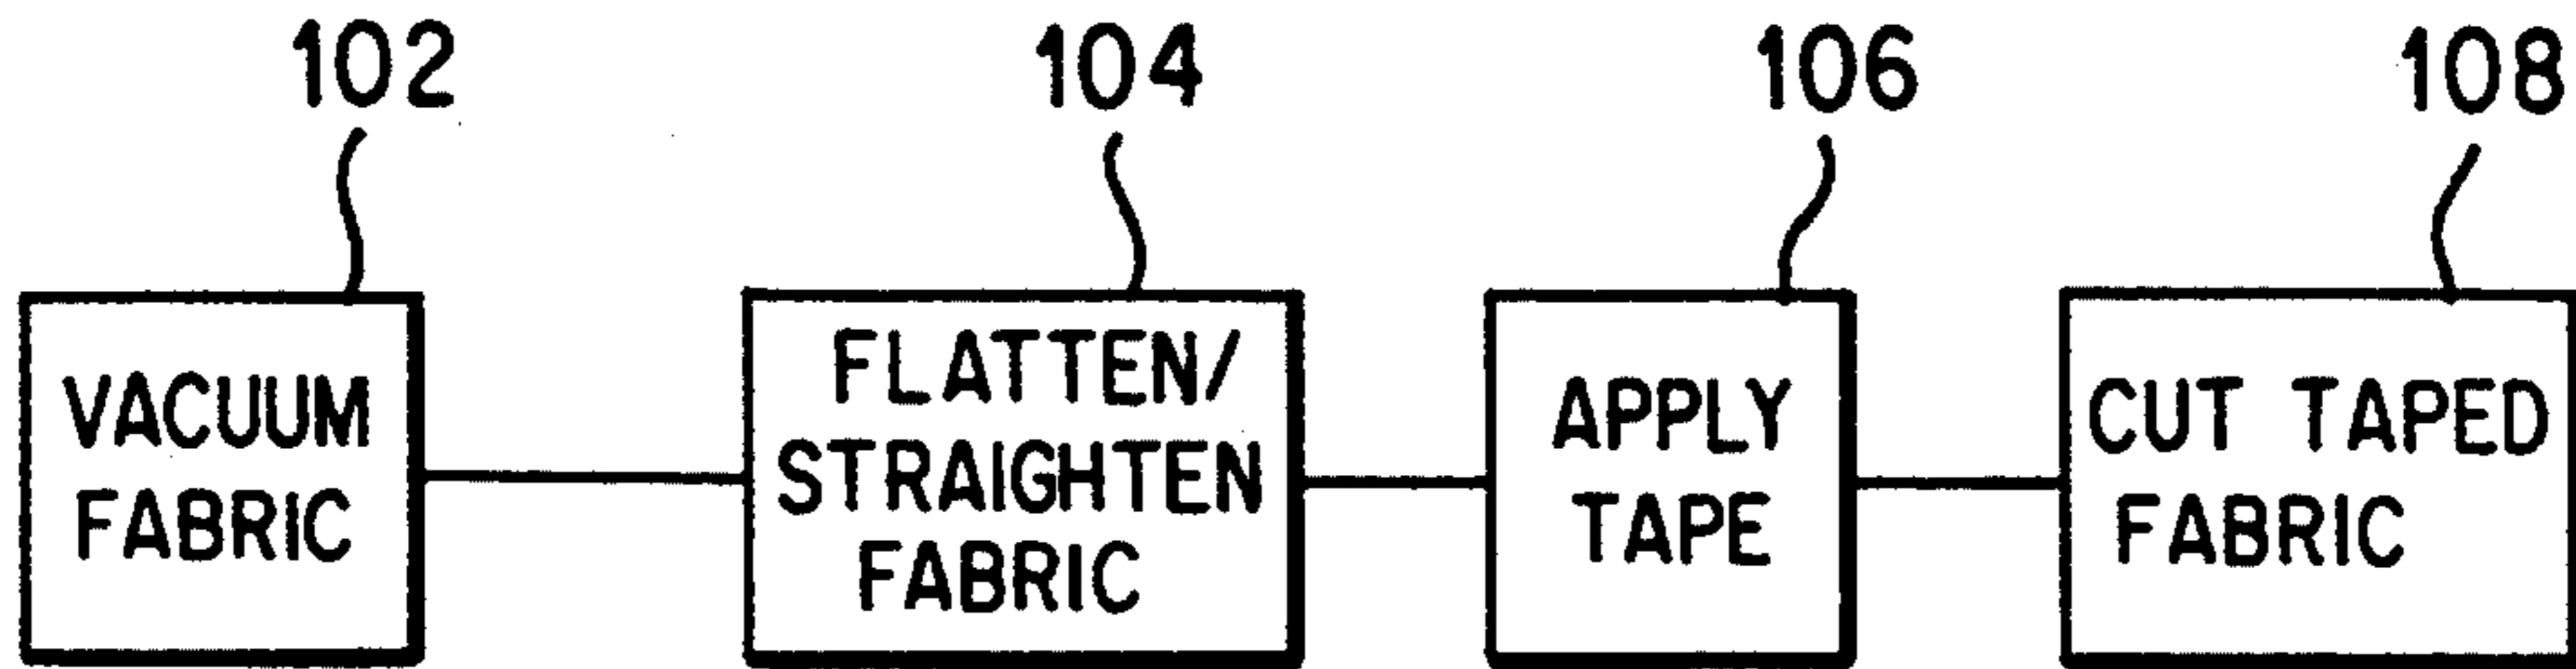 102
104
106
108
VACUUM
FABRIC
FLATTEN/
STRAIGHTEN
FABRIC
APPLY
TAPE
CUT TAPED
FABRIC